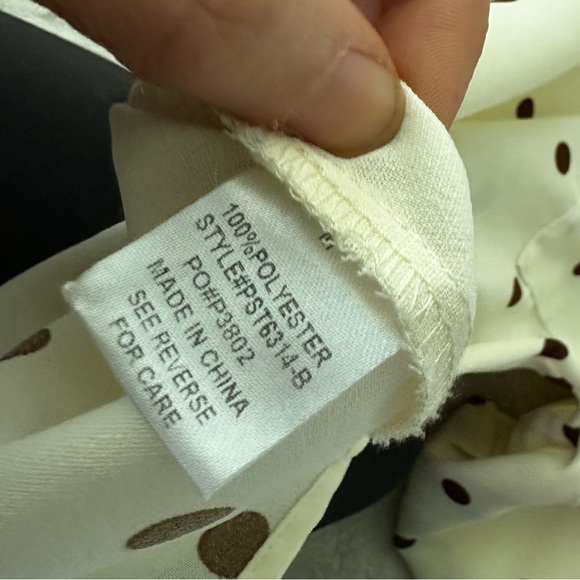 M
100%POLYESTER
STYLE#PST6314-B
PO#P3802
MADE IN CHINA
SEE REVERSE
FOR CARE